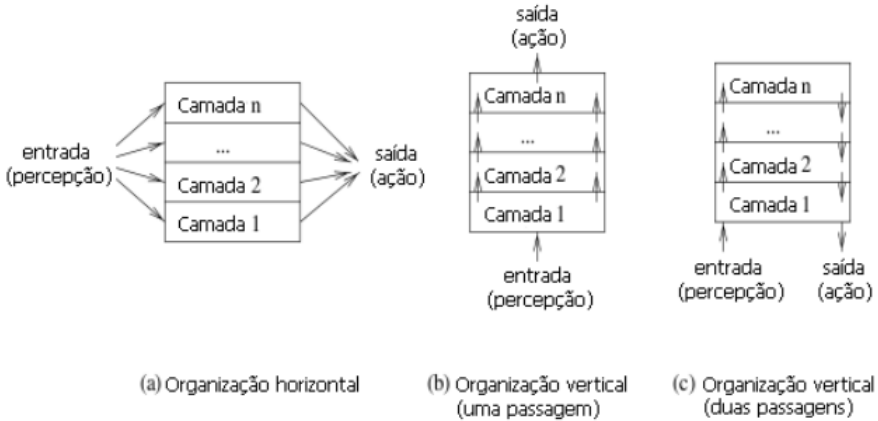 entrada
(percepção)
Camada n
...
Camada 2
Camada 1
saída
(ação)
(a) Organização horizontal
saída
(ação)
Camada n
...
Camada 2
Camada 1
entrada
(percepção)
(b) Organização vertical
(uma passagem)
Camada n
...
Camada 2
Camada 1
entrada
(percepção)
saída
(ação)
(c) Organização vertical
(duas passagens)